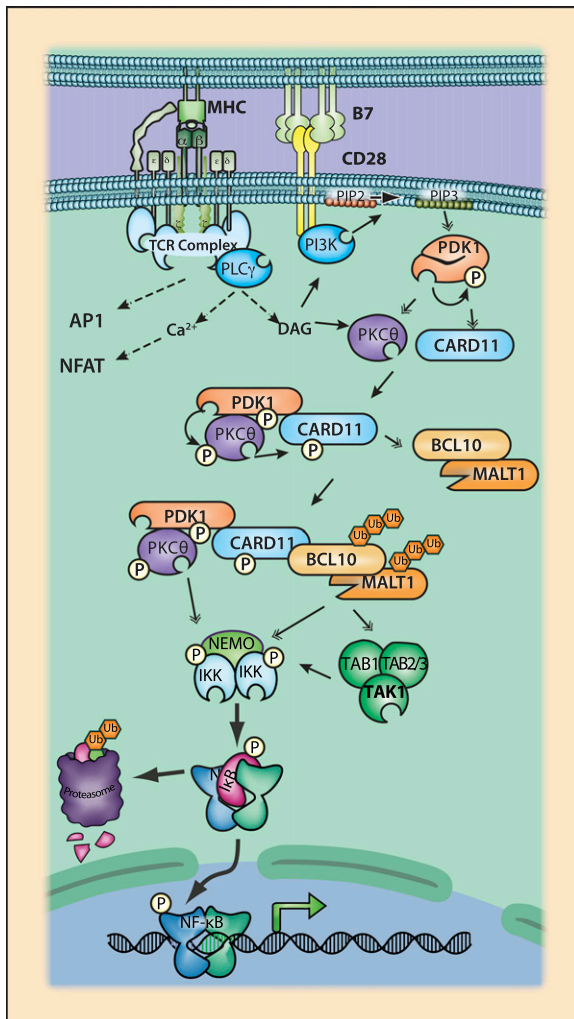 MHC
B7
α β
ε δ
ε δ
CD28
ζ ζ
PIP2
PIP3
TCR Complex
PI3K
PDK1
PLCγ
P
AP1
Ca2+
DAG
PKCθ
CARD11
NFAT
PDK1
P
CARD11
PKCθ
P
P
BCL10
MALT1
PDK1
Ub
Ub
Ub
P
CARD11
PKCθ
BCL10
Ub
Ub
Ub
P
P
MALT1
NEMO
P
P
IKK
IKK
TAB1
TAB2/3
TAK1
Ub
Ub
P
N
IκB
Proteasome
P
NF-κB